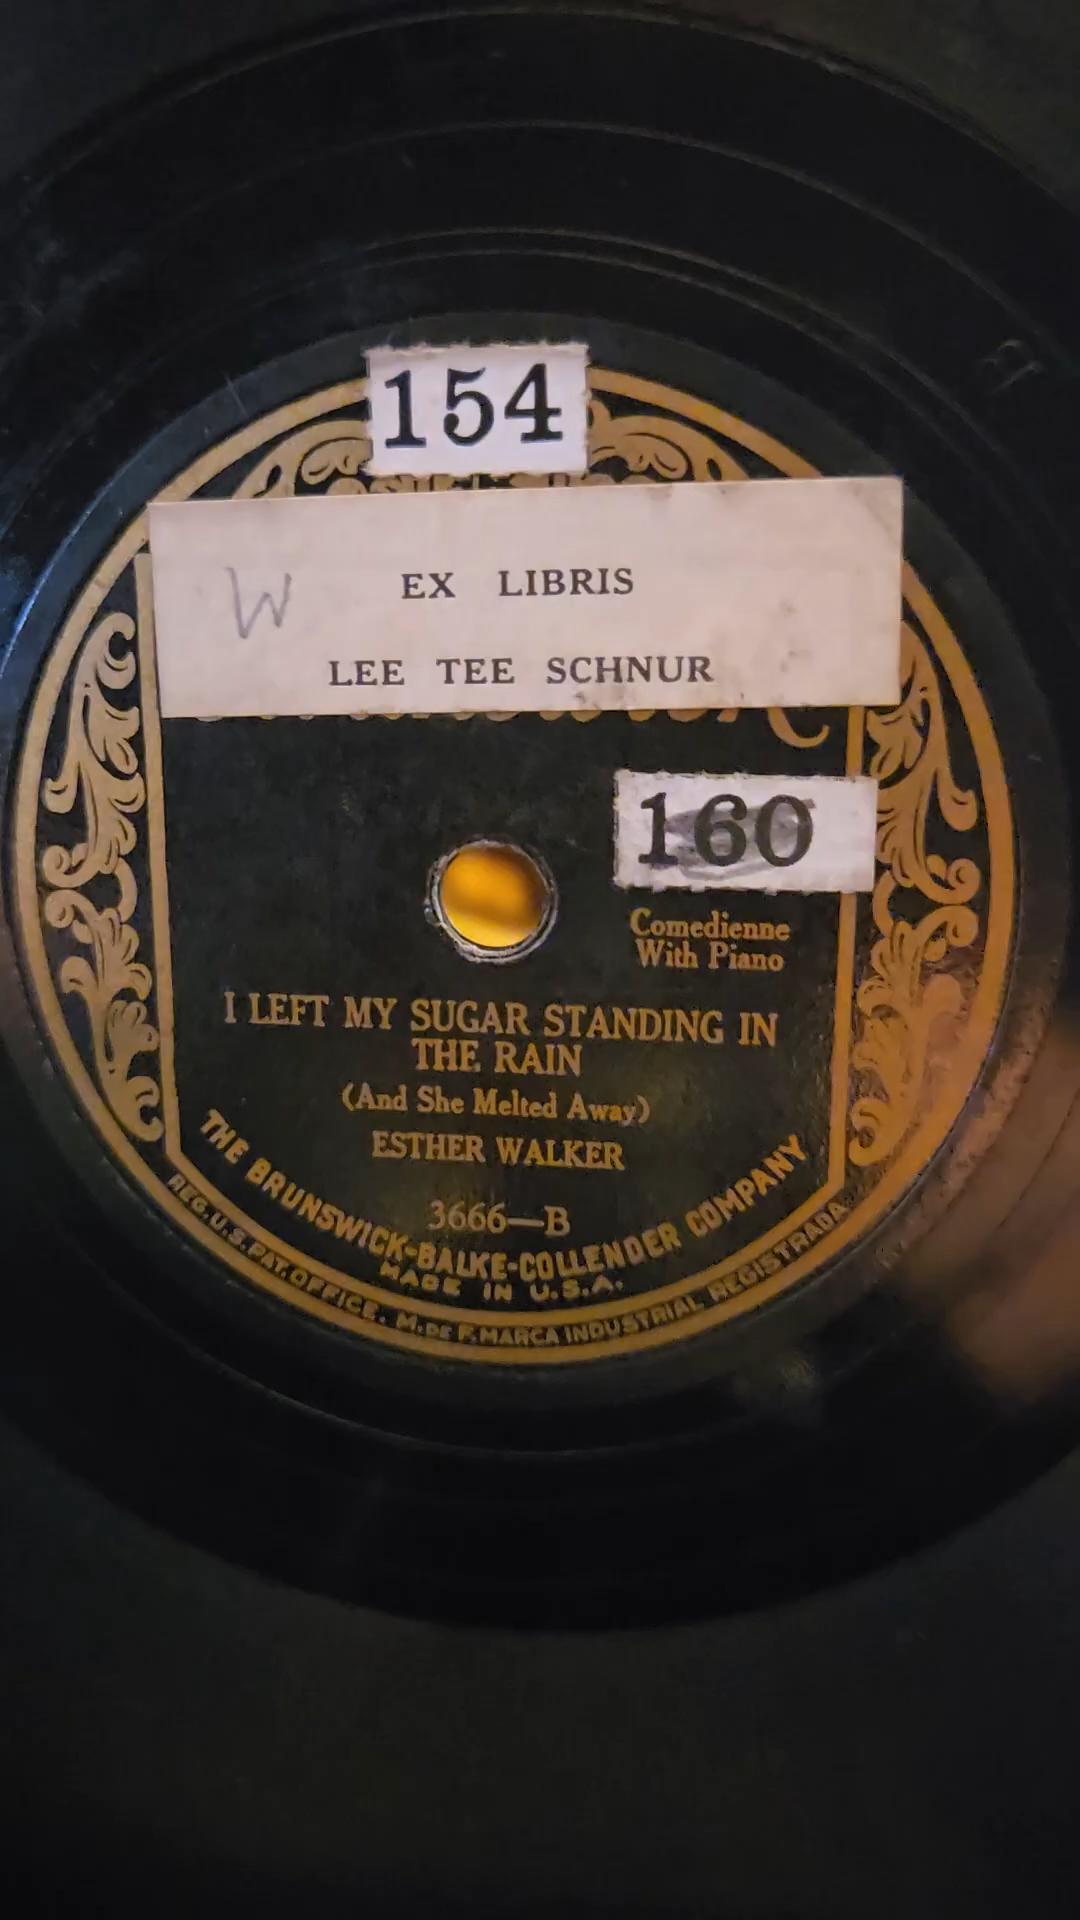 154
W EX LIBRIS
LEE TEE SCHNUR
160
Comedienne
With Piano
I LEFT MY SUGAR STANDING IN
THE RAIN
(And She Melted Away)
ESTHER WALKER
3666—B
THE BRUNSWICK-BALKE-COLLENDER COMPANY
MADE IN U.S.A.
REG. U.S. PAT. OFFICE. M. DE F. MARCA INDUSTRIAL REGISTRADA